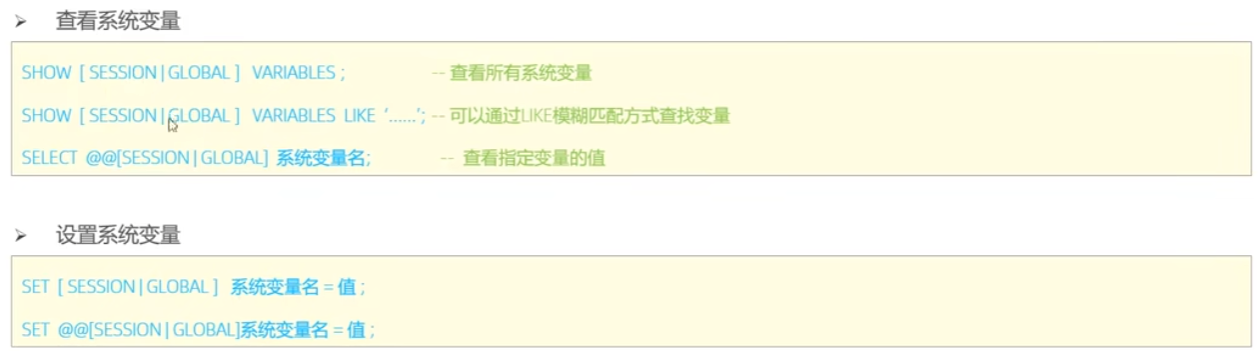 ➢ 查看系统变量
SHOW [ SESSION | GLOBAL ] VARIABLES ; -- 查看所有系统变量
SHOW [ SESSION | GLOBAL ] VARIABLES LIKE ‘......’; -- 可以通过LIKE模糊匹配方式查找变量
SELECT @@[SESSION | GLOBAL] 系统变量名; -- 查看指定变量的值
➢ 设置系统变量
SET [ SESSION | GLOBAL ] 系统变量名 = 值 ;
SET @@[SESSION | GLOBAL]系统变量名 = 值 ;